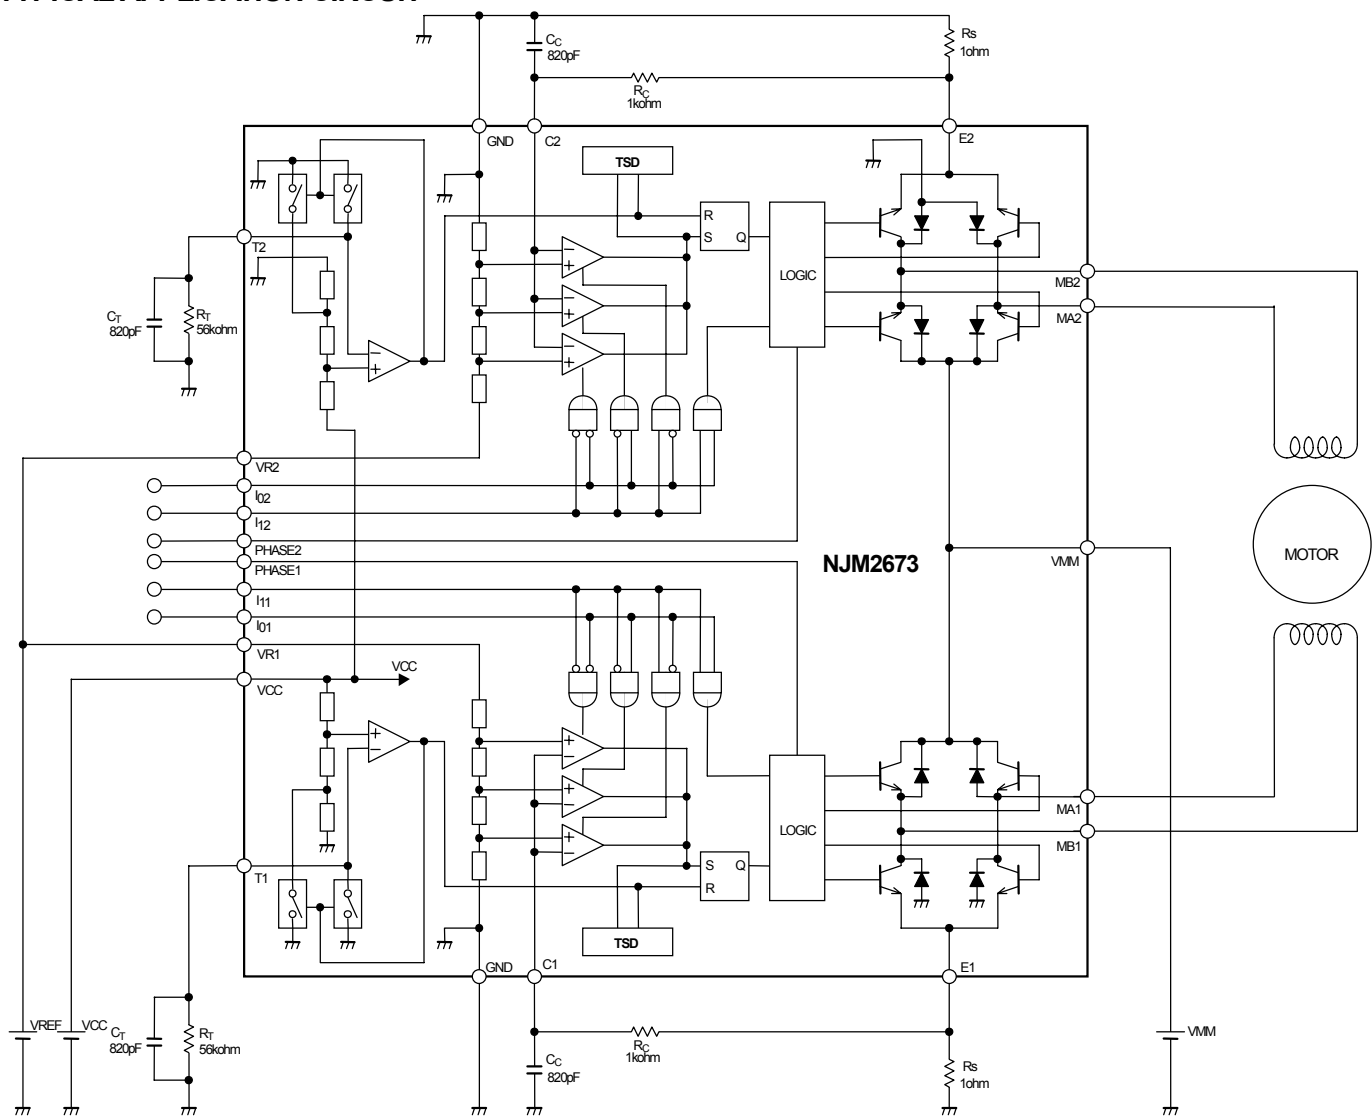 Rs
1ohm
CC
820pF
RC
1kohm
GND
C2
E2
TSD
R
S
Q
LOGIC
T2
CT
820pF
RT
56kohm
MB2
MA2
VR2
I02
I12
PHASE2
PHASE1
I11
I01
VR1
VCC
VCC
NJM2673
VMM
MOTOR
MA1
MB1
LOGIC
S
R
Q
T1
TSD
GND
C1
E1
VREF
VCC
CT
820pF
RT
56kohm
RC
1kohm
CC
820pF
Rs
1ohm
VMM